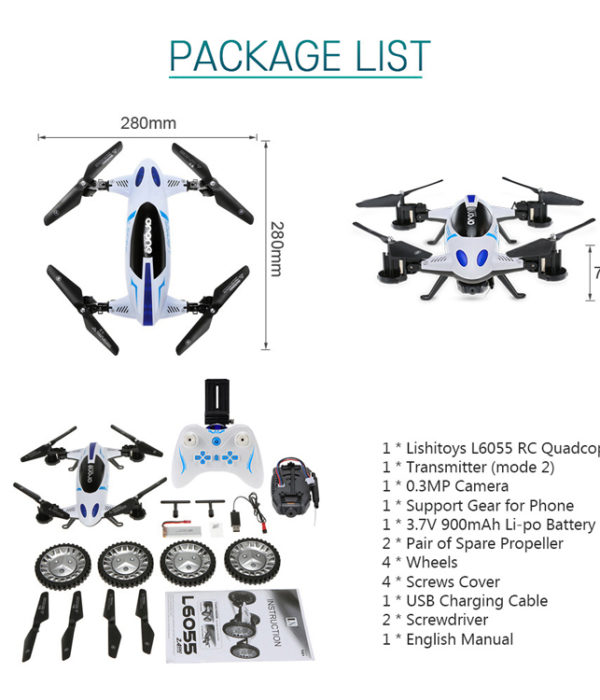 PACKAGE LIST
280mm
280mm
7
1 * Lishitoys L6055 RC Quadcop
1 * Transmitter (mode 2)
1 * 0.3MP Camera
1 * Support Gear for Phone
1 * 3.7V 900mAh Li-po Battery
2 * Pair of Spare Propeller
4 * Wheels
4 * Screws Cover
1 * USB Charging Cable
2 * Screwdriver
1 * English Manual
INSTRUCTION
L6055